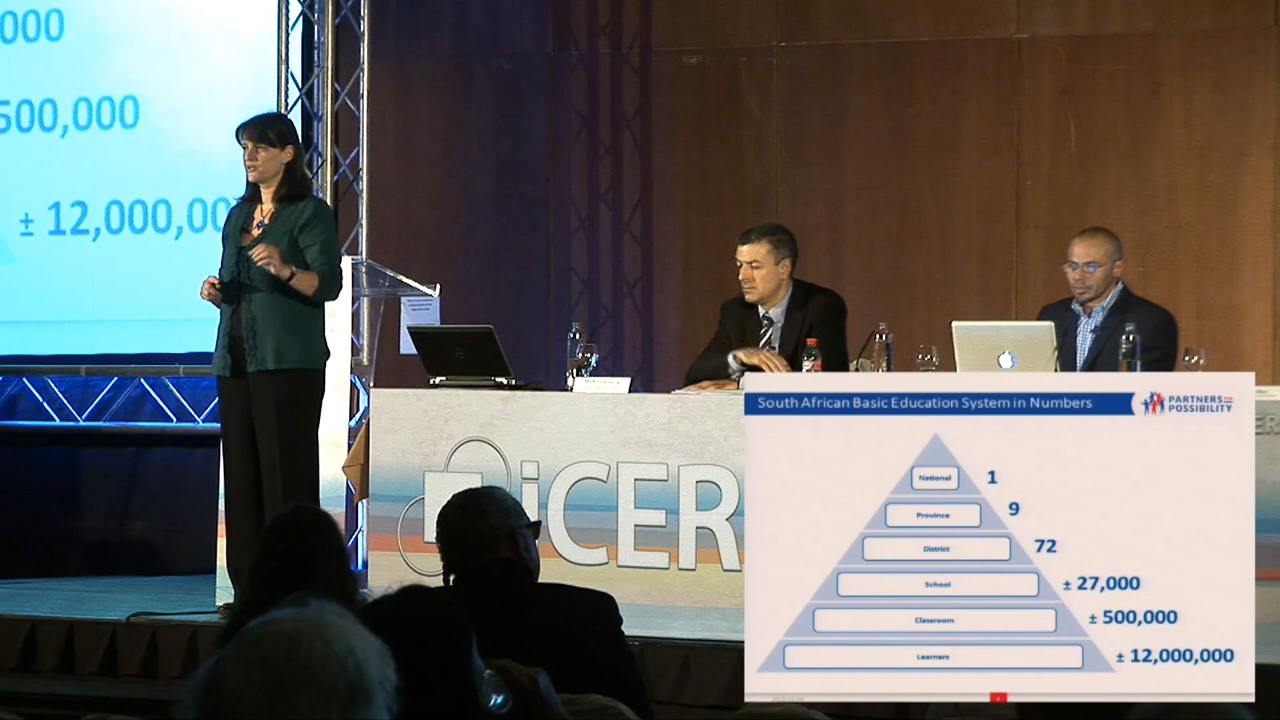 000
500,000
± 12,000,00
iCER
South African Basic Education System in Numbers
PARTNERS FOR
POSSIBILITY
National 1
Province 9
District 72
School ± 27,000
Classroom ± 500,000
Learners ± 12,000,000